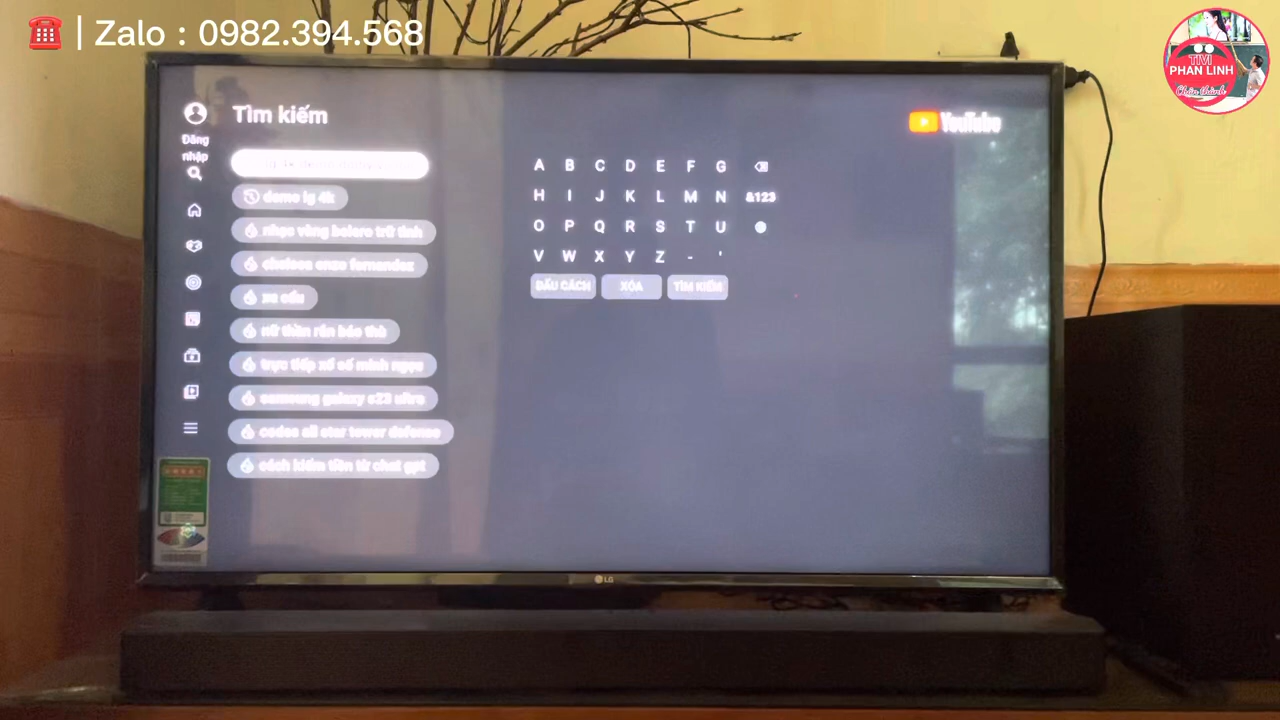 | Zalo : 0982.394.568
TIVI
PHAN LINH
Chân thành
Đăng
nhập
Tìm kiếm
YouTube
demo lg 4k
nhạc vàng bolero trữ tình
chelsea enzo fernandez
xe cẩu
nữ thần rắn báo thù
trực tiếp xổ số minh ngọc
samsung galaxy s23 ultra
codes all star tower defense
cách kiếm tiền từ chat gpt
A B C D E F G
H I J K L M N &123
O P Q R S T U
V W X Y Z - '
DẤU CÁCH XÓA TÌM KIẾM
LG